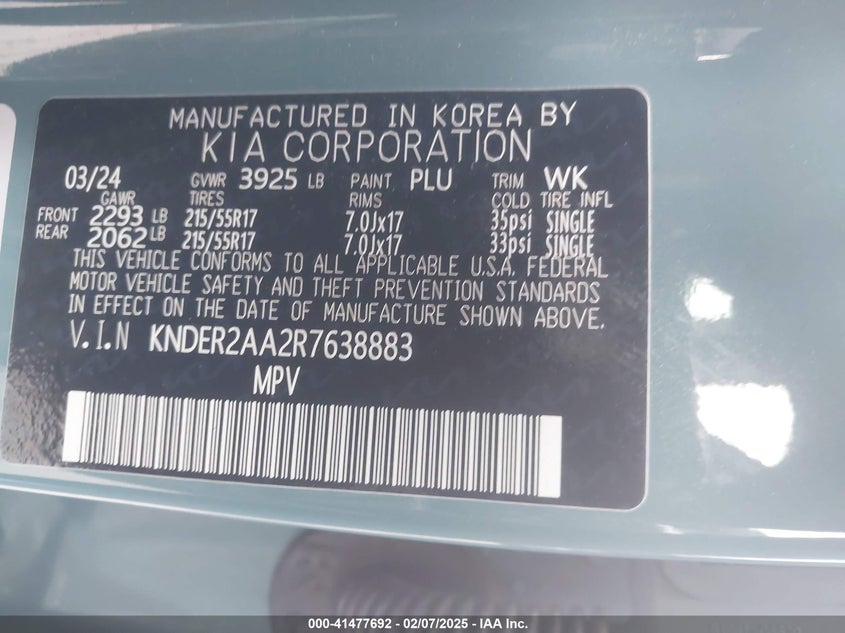 MANUFACTURED IN KOREA BY
KIA CORPORATION
03/24 GVWR 3925 LB PAINT PLU TRIM WK
GAWR TIRES RIMS COLD TIRE INFL
FRONT 2293 LB 215/55R17 7.0Jx17 35psi SINGLE
REAR 2062 LB 215/55R17 7.0Jx17 33psi SINGLE
THIS VEHICLE CONFORMS TO ALL APPLICABLE U.S.A. FEDERAL
MOTOR VEHICLE SAFETY AND THEFT PREVENTION STANDARDS
IN EFFECT ON THE DATE OF MANUFACTURE SHOWN ABOVE.
V.I.N KNDER2AA2R7638883
MPV
000-41477692 - 02/07/2025 - IAA Inc.